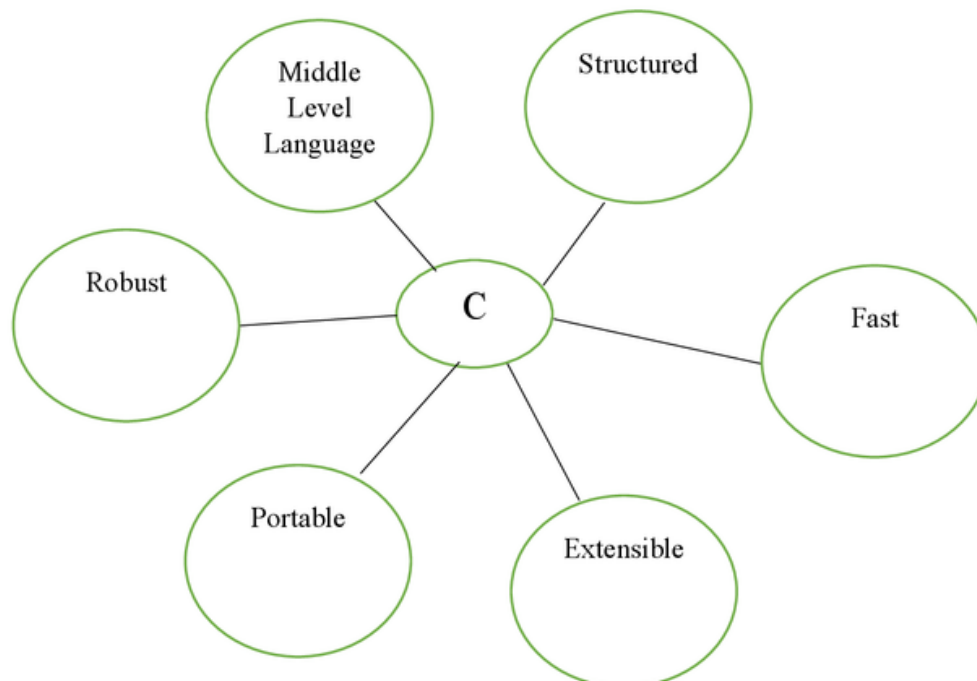 Middle
Level
Language
Structured
Robust
C
Fast
Portable
Extensible